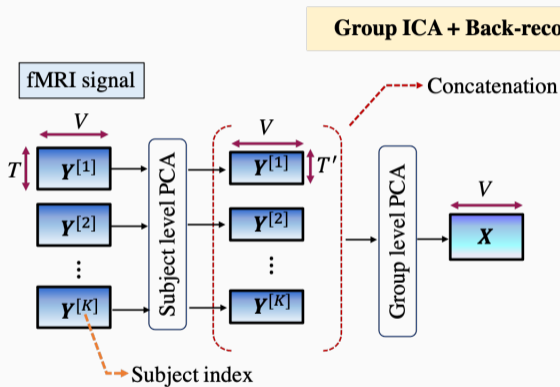 Group ICA + Back-reco
fMRI signal
Concatenation
V
V
T
Y[1]
Y[1]
T′
V
Y[2]
Y[2]
X
...
...
Y[K]
Y[K]
Subject level PCA
Group level PCA
Subject index